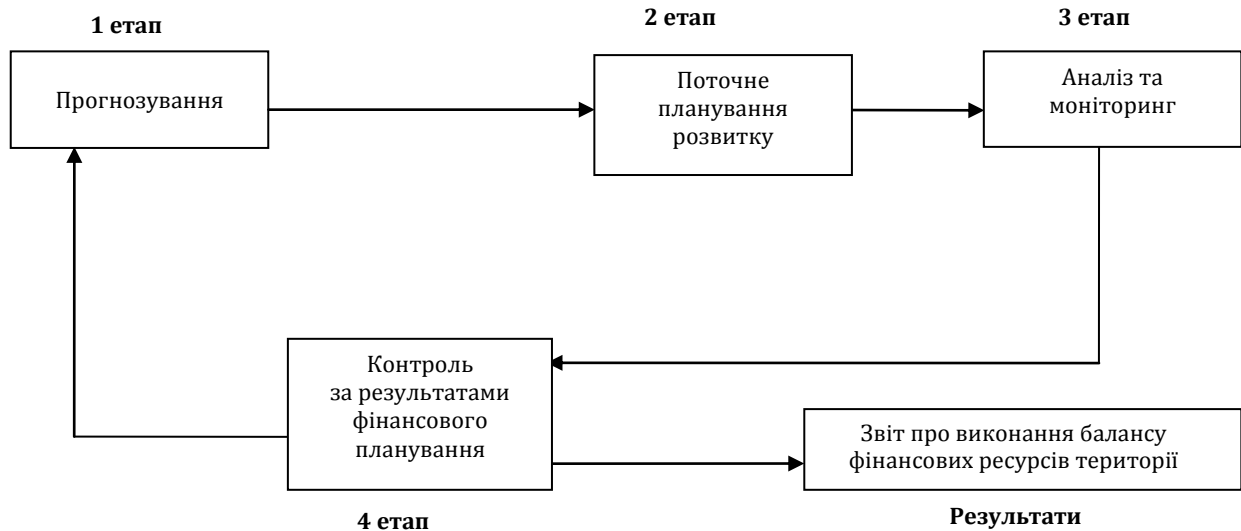 1 етап
2 етап
3 етап
Прогнозування
Поточне
планування
розвитку
Аналіз та
моніторинг
Контроль
за результатами
фінансового
планування
Звіт про виконання балансу
фінансових ресурсів території
4 етап
Результати